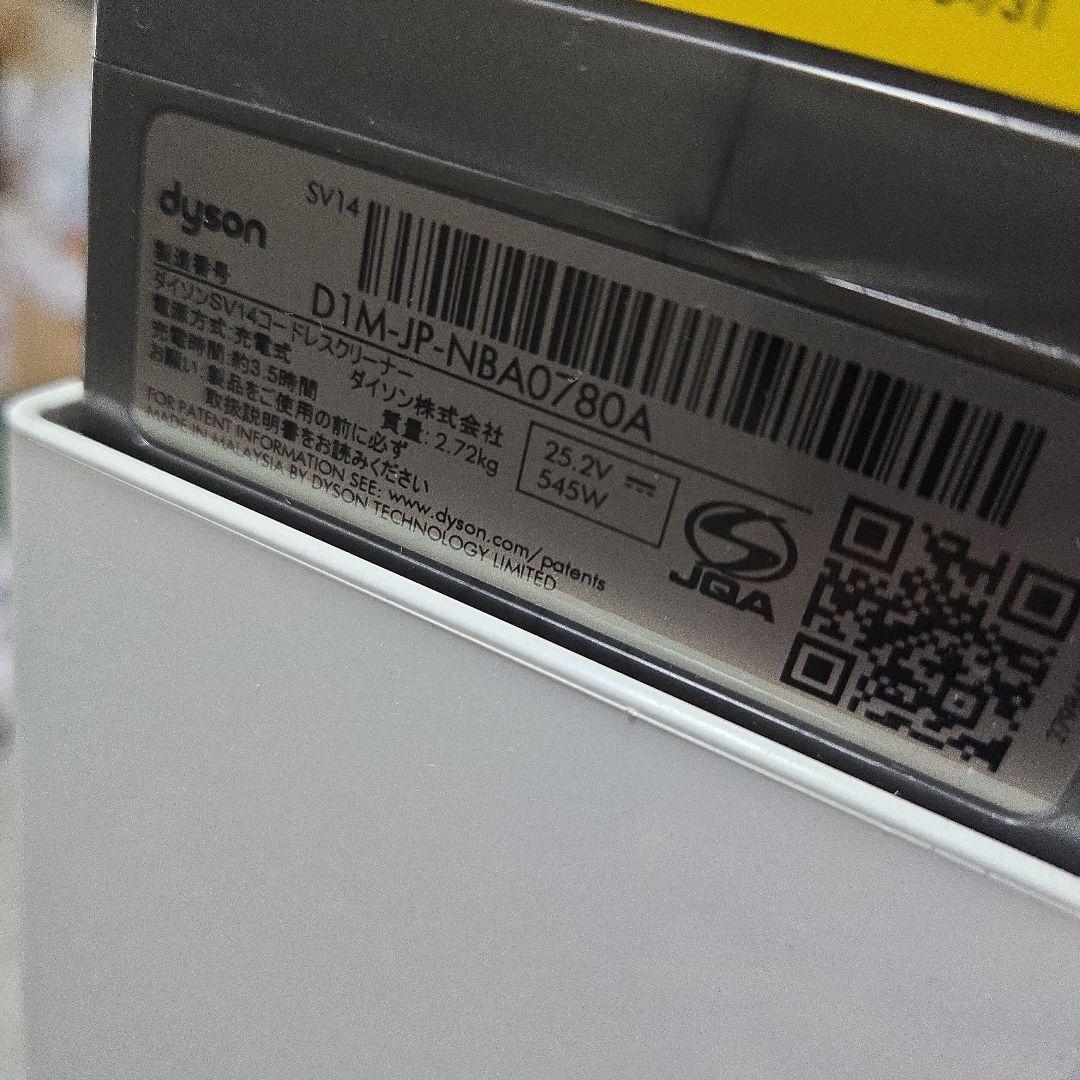 dyson
SV14
製造番号
D1M-JP-NBA0780A
ダイソンSV14コードレスクリーナー
電源方式:充電式
ダイソン株式会社
充電時間:約3.5時間
質量: 2.72kg
お願い:製品をご使用の前に必ず
取扱説明書をお読みください
25.2V
545W
FOR PATENT INFORMATION SEE: www.dyson.com/patents
MADE IN MALAYSIA BY DYSON TECHNOLOGY LIMITED
JQA